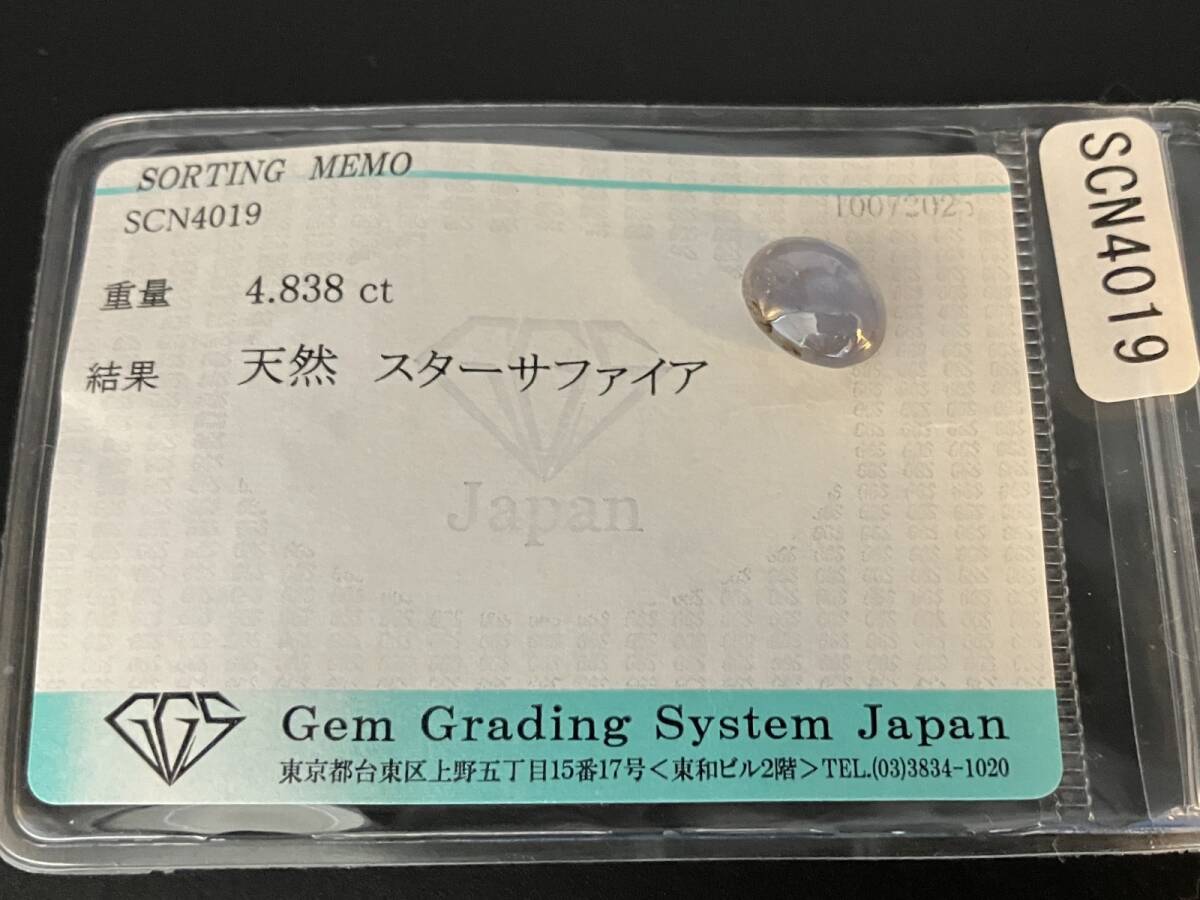 SORTING MEMO
SCN4019
10072025
重量 4.838 ct
結果 天然 スターサファイア
Japan
GGS Gem Grading System Japan
東京都台東区上野五丁目15番17号<東和ビル2階>TEL.(03)3834-1020
SCN4019